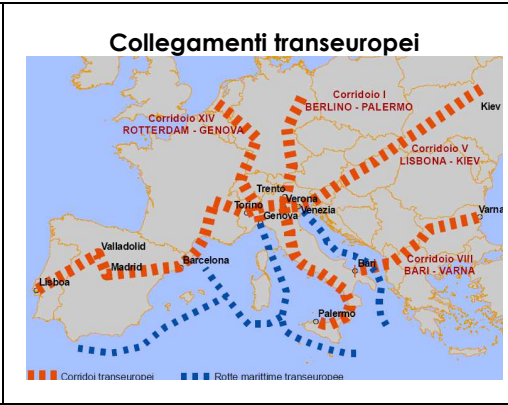 Collegamenti transeuropei
Corridoio I
BERLINO - PALERMO
Kiev
Corridoio XIV
ROTTERDAM - GENOVA
Corridoio V
LISBONA - KIEV
Trento
Verona
Torino
Venezia
Genova
Varna
Valladolid
Madrid
Barcelona
Bari
Corridoio VIII
BARI - VARNA
Lisboa
Palermo
Corridoi transeuropei
Rotte marittime transeuropee